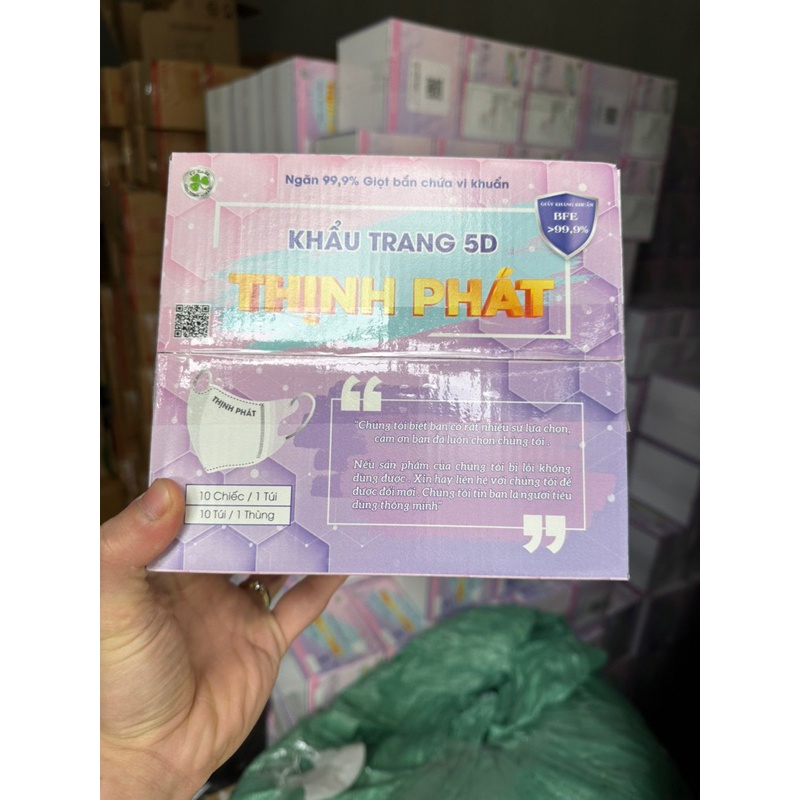 Ngăn 99,9% Giọt bắn chứa vi khuẩn
GIẤY KHÁNG KHUẨN
BFE
>99,9%
KHẨU TRANG 5D
THỊNH PHÁT
THỊNH PHÁT
"Chúng tôi biết bạn có rất nhiều sự lựa chọn,
cảm ơn bạn đã luôn chọn chúng tôi.
Nếu sản phẩm của chúng tôi bị lỗi không
dùng được . Xin hãy liên hệ với chúng tôi để
được đổi mới . Chúng tôi tin bạn là người tiêu
dùng thông minh"
10 Chiếc / 1 Túi
10 Túi / 1 Thùng